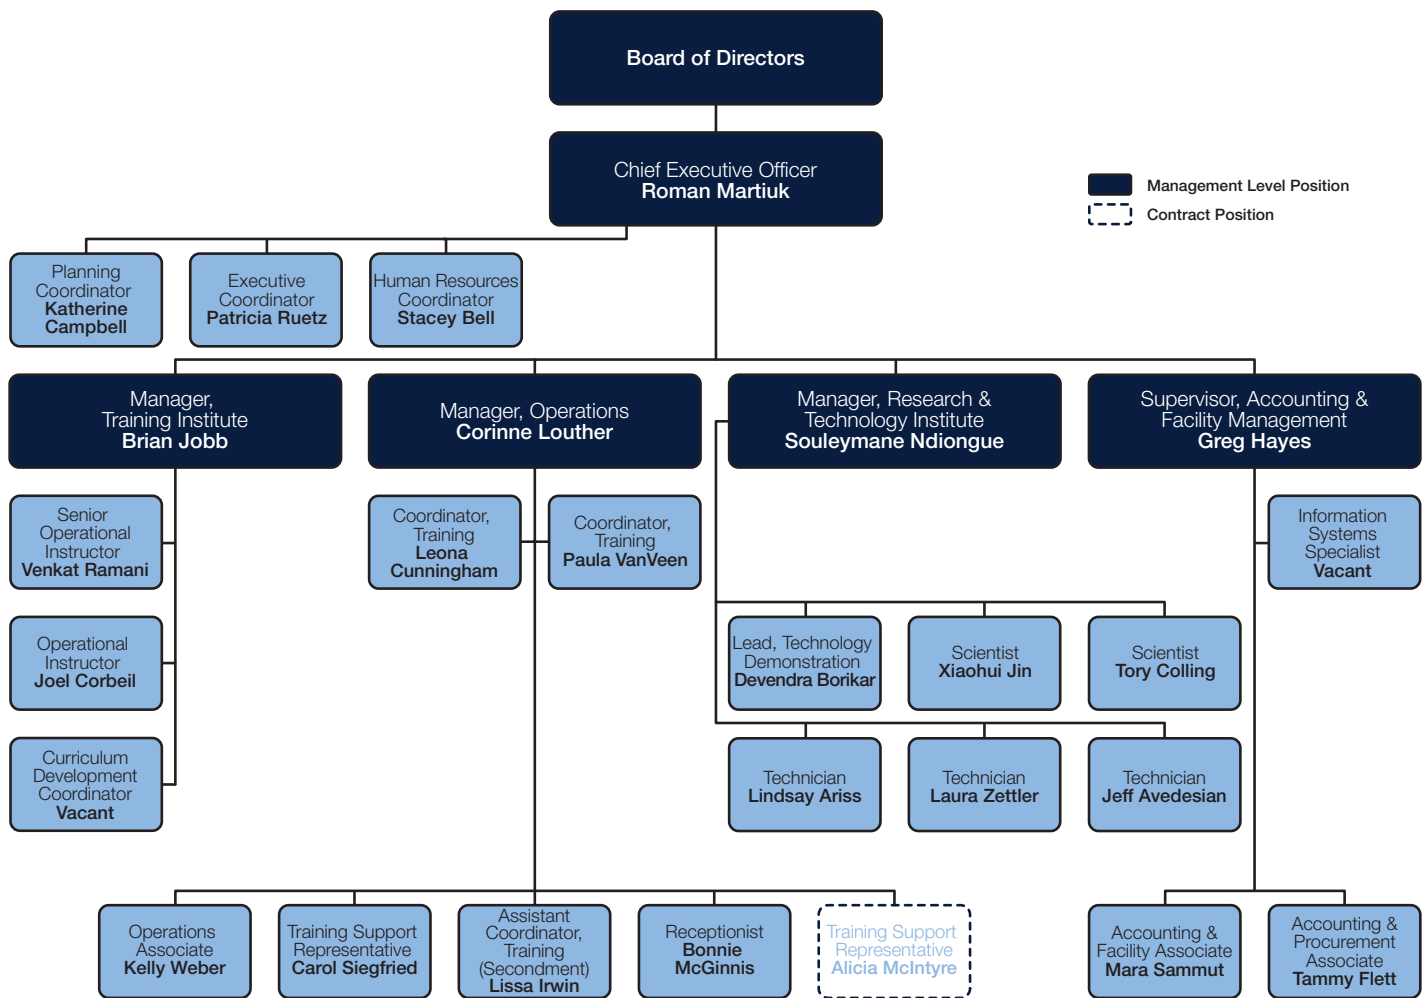 Board of Directors
Chief Executive Officer
Roman Martiuk
Management Level Position
Contract Position
Planning
Coordinator
Katherine
Campbell
Executive
Coordinator
Patricia Ruetz
Human Resources
Coordinator
Stacey Bell
Manager,
Training Institute
Brian Jobb
Manager, Operations
Corinne Louther
Manager, Research &
Technology Institute
Souleymane Ndiongue
Supervisor, Accounting &
Facility Management
Greg Hayes
Senior
Operational
Instructor
Venkat Ramani
Coordinator,
Training
Leona
Cunningham
Coordinator,
Training
Paula VanVeen
Information
Systems
Specialist
Vacant
Operational
Instructor
Joel Corbeil
Lead, Technology
Demonstration
Devendra Borikar
Scientist
Xiaohui Jin
Scientist
Tory Colling
Curriculum
Development
Coordinator
Vacant
Technician
Lindsay Ariss
Technician
Laura Zettler
Technician
Jeff Avedesian
Operations
Associate
Kelly Weber
Training Support
Representative
Carol Siegfried
Assistant
Coordinator,
Training
(Secondment)
Lissa Irwin
Receptionist
Bonnie
McGinnis
Training Support
Representative
Alicia McIntyre
Accounting &
Facility Associate
Mara Sammut
Accounting &
Procurement
Associate
Tammy Flett